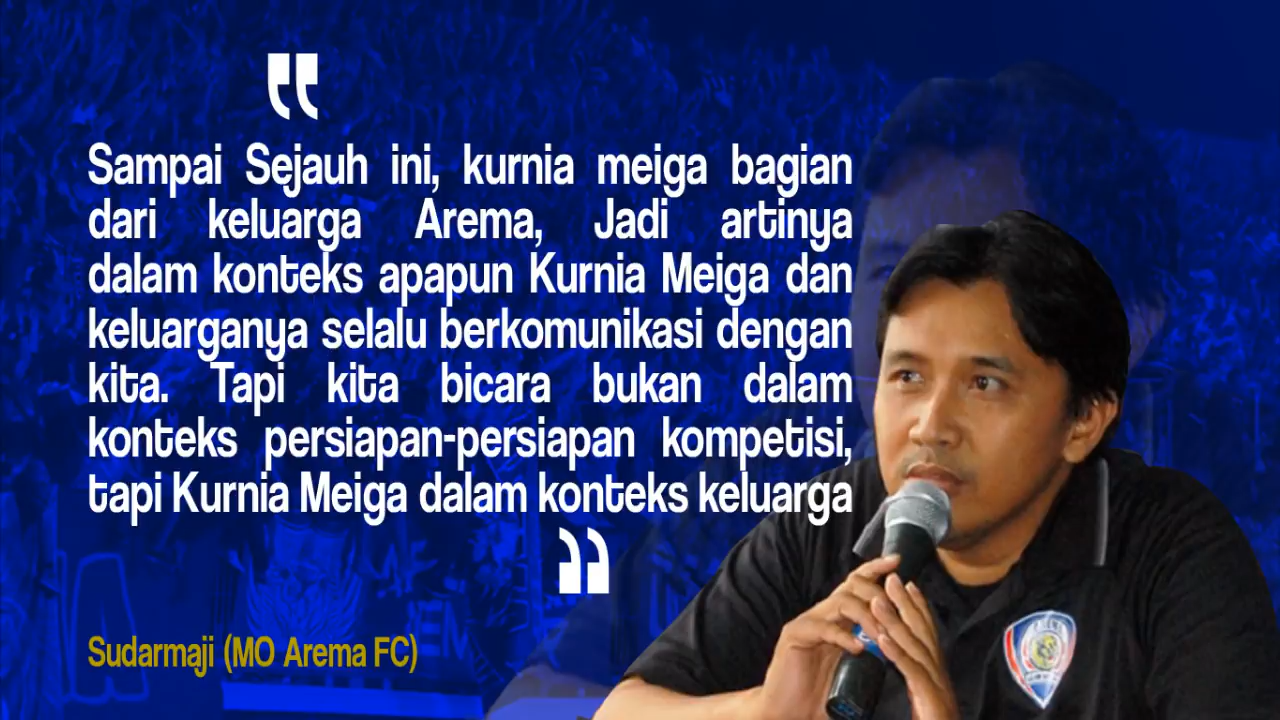 Sampai Sejauh ini, kurnia meiga bagian
dari keluarga Arema, Jadi artinya
dalam konteks apapun Kurnia Meiga dan
keluarganya selalu berkomunikasi dengan
kita. Tapi kita bicara bukan dalam
konteks persiapan-persiapan kompetisi,
tapi Kurnia Meiga dalam konteks keluarga
Sudarmaji (MO Arema FC)